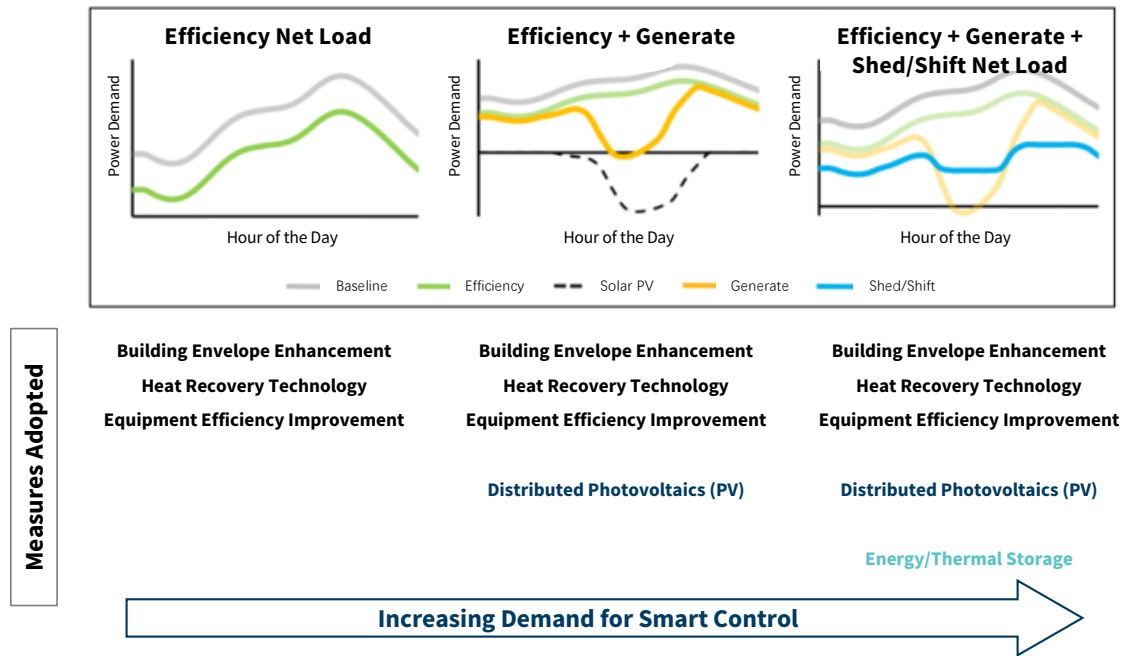 Efficiency Net Load
Power Demand
Hour of the Day
Efficiency + Generate
Power Demand
Hour of the Day
Efficiency + Generate +
Shed/Shift Net Load
Power Demand
Hour of the Day
Baseline
Efficiency
Solar PV
Generate
Shed/Shift
Measures Adopted
Building Envelope Enhancement
Heat Recovery Technology
Equipment Efficiency Improvement
Building Envelope Enhancement
Heat Recovery Technology
Equipment Efficiency Improvement
Distributed Photovoltaics (PV)
Building Envelope Enhancement
Heat Recovery Technology
Equipment Efficiency Improvement
Distributed Photovoltaics (PV)
Energy/Thermal Storage
Increasing Demand for Smart Control